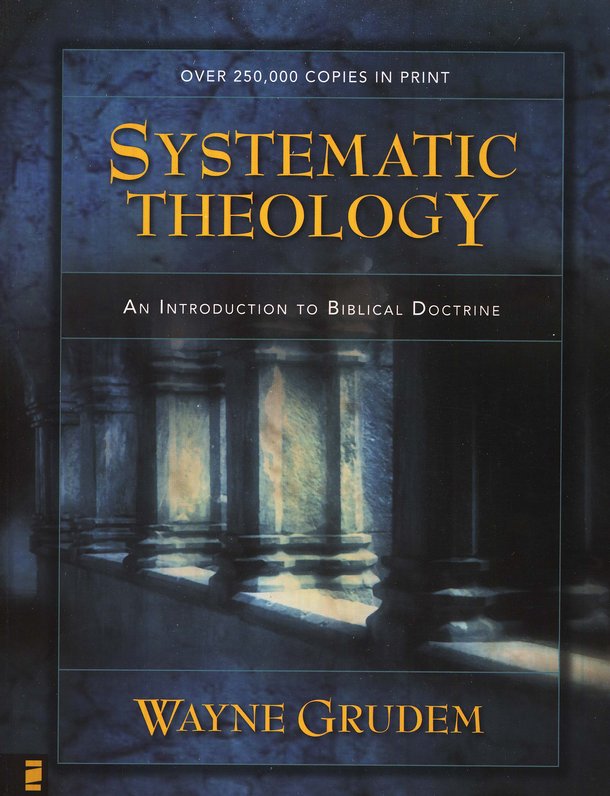 OVER 250,000 COPIES IN PRINT
SYSTEMATIC
THEOLOGY
AN INTRODUCTION TO BIBLICAL DOCTRINE
WAYNE GRUDEM